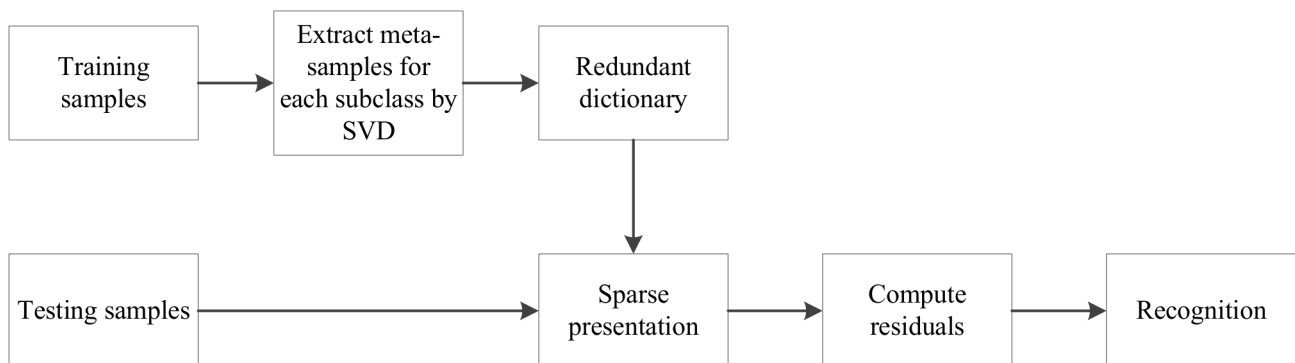 Training
samples
Extract meta-
samples for
each subclass by
SVD
Redundant
dictionary
Testing samples
Sparse
presentation
Compute
residuals
Recognition